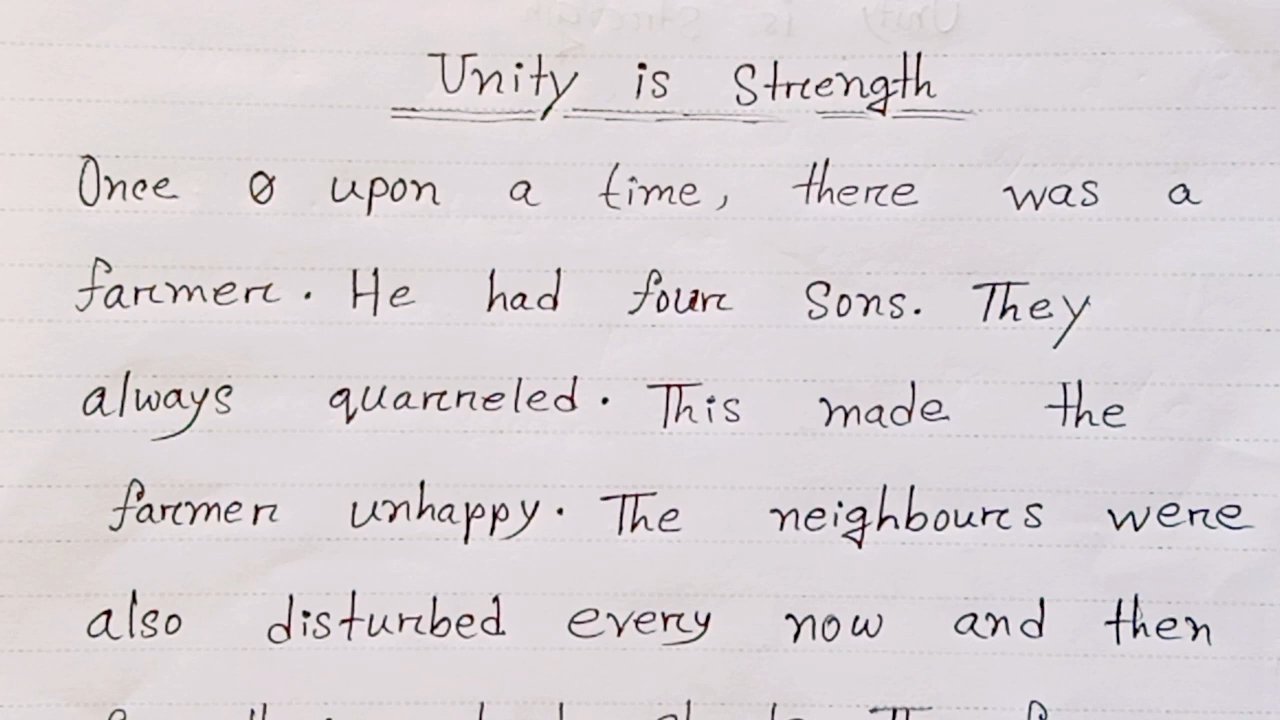 Unity is Strength
Once upon a time, there was a
farmer. He had four Sons. They
always quarreled. This made the
farmer unhappy. The neighbours were
also disturbed every now and then